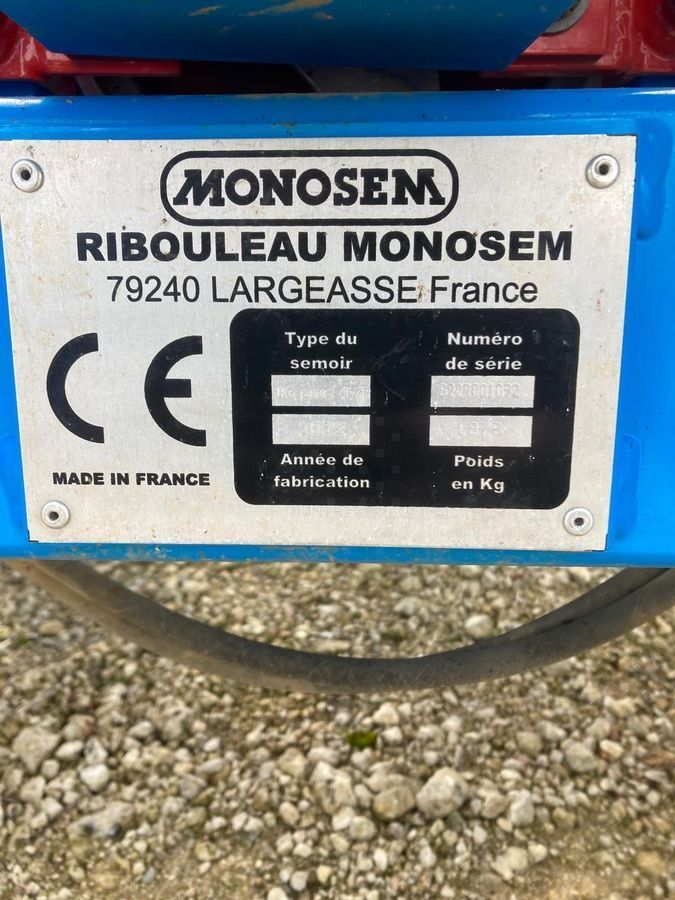 MONOSEM
RIBOULEAU MONOSEM
79240 LARGEASSE France
CE
Type du
semoir
Numéro
de série
2022
Année de
fabrication
Poids
en Kg
MADE IN FRANCE